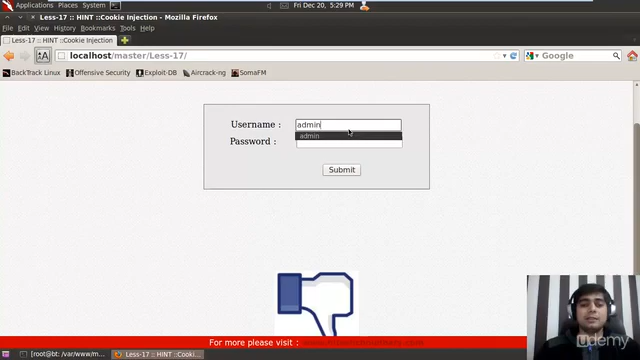 Applications Places System
Fri Dec 20, 5:29 PM
Less-17 :: HINT ::Cookie Injection - Mozilla Firefox
File Edit View History Bookmarks Tools Help
Less-17 :: HINT ::Cookie Injection
localhost/master/Less-17/
Google
BackTrack Linux Offensive Security Exploit-DB Aircrack-ng SomaFM
Username : admin
admin
Password :
Submit
For more please visit :
[root@bt: /var/www/m...
Less-17 :: HINT ::Cooki...
udemy